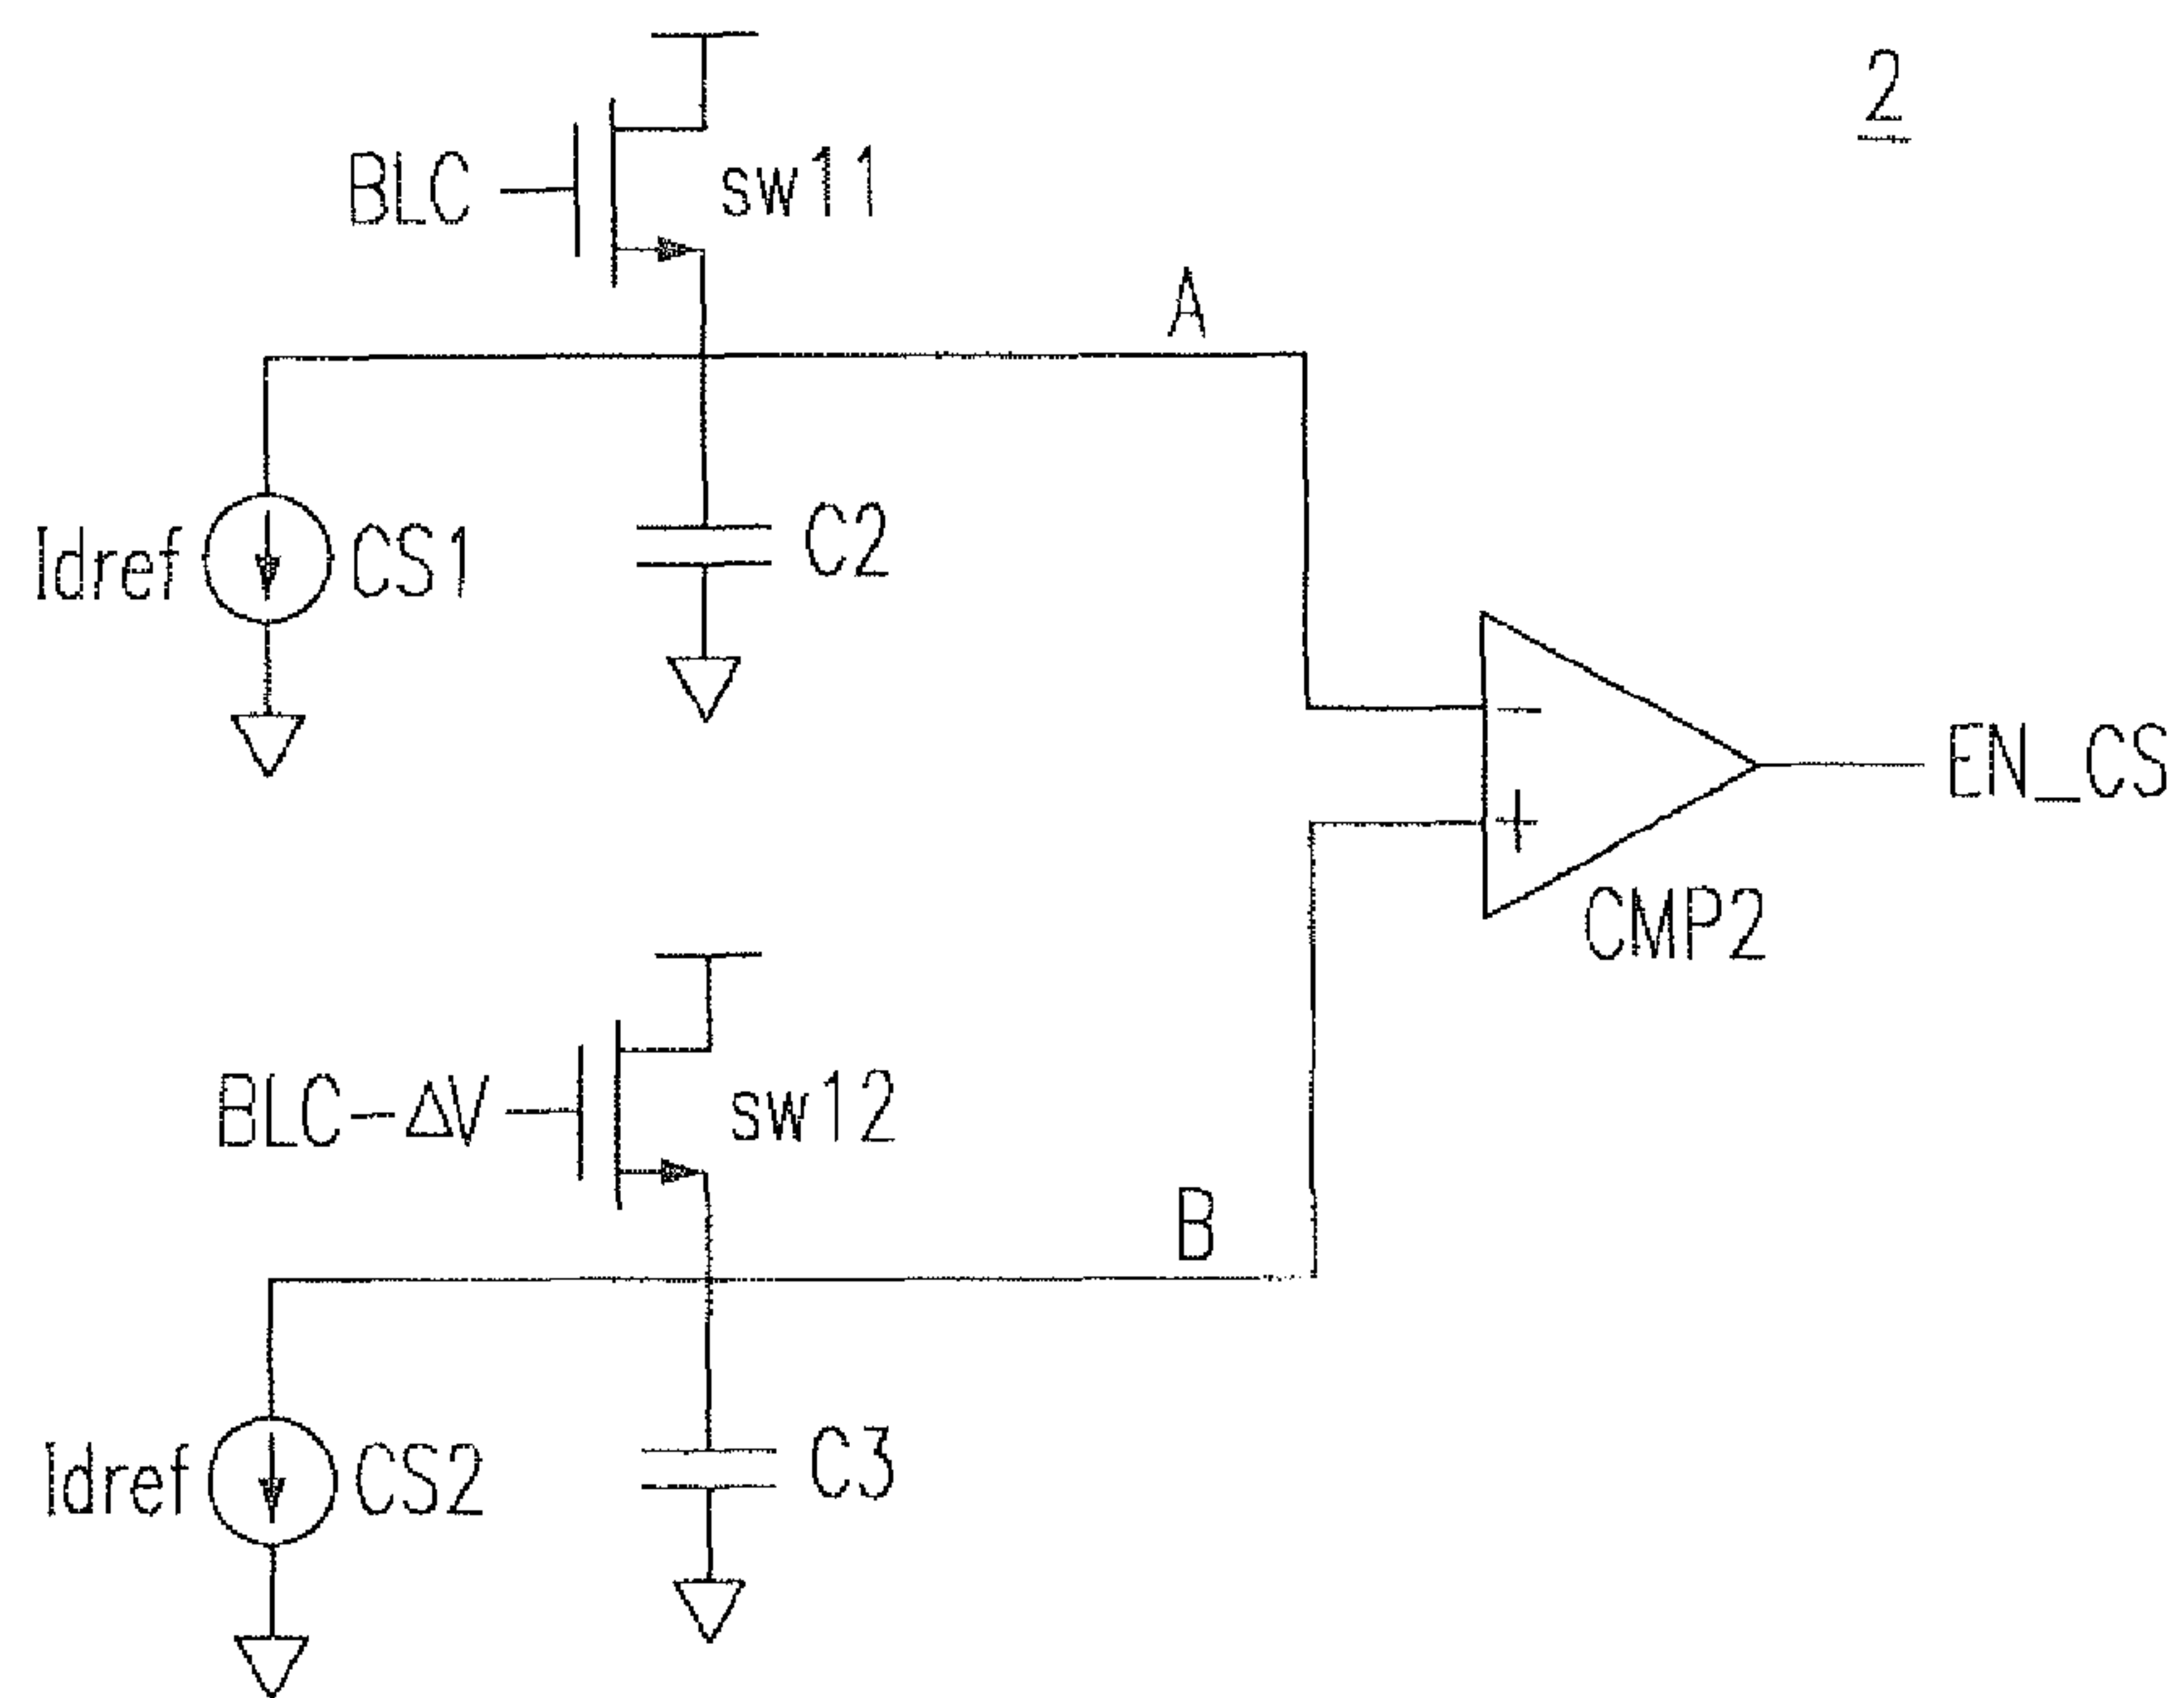 2
BLC
sw11
A
Idref
CS1
C2
−
+
EN_CS
CMP2
BLC-ΔV
sw12
B
Idref
CS2
C3